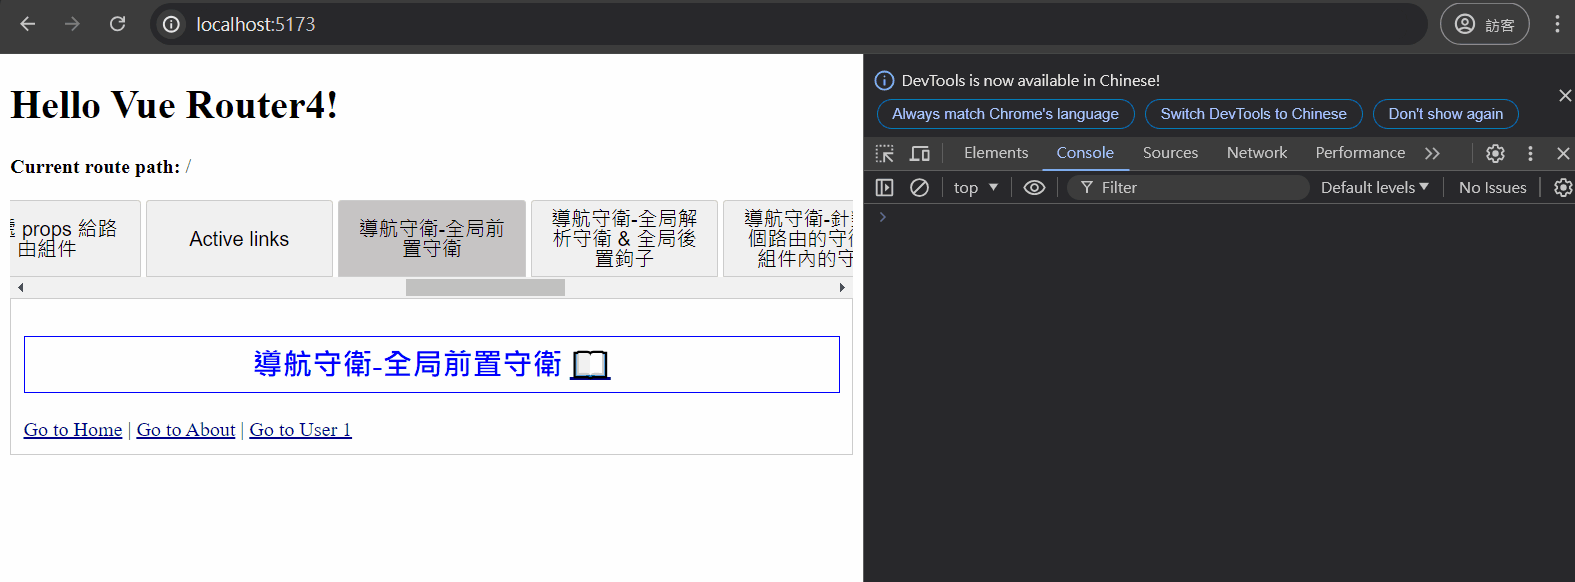 localhost:5173
訪客
Hello Vue Router4!
Current route path: /
props 給路
由組件
Active links
導航守衛-全局前
置守衛
導航守衛-全局解
析守衛 & 全局後
置鉤子
導航守衛-針
個路由的守
組件內的守
導航守衛-全局前置守衛
Go to Home | Go to About | Go to User 1
DevTools is now available in Chinese!
Always match Chrome's language
Switch DevTools to Chinese
Don't show again
Elements
Console
Sources
Network
Performance
top
Filter
Default levels
No Issues